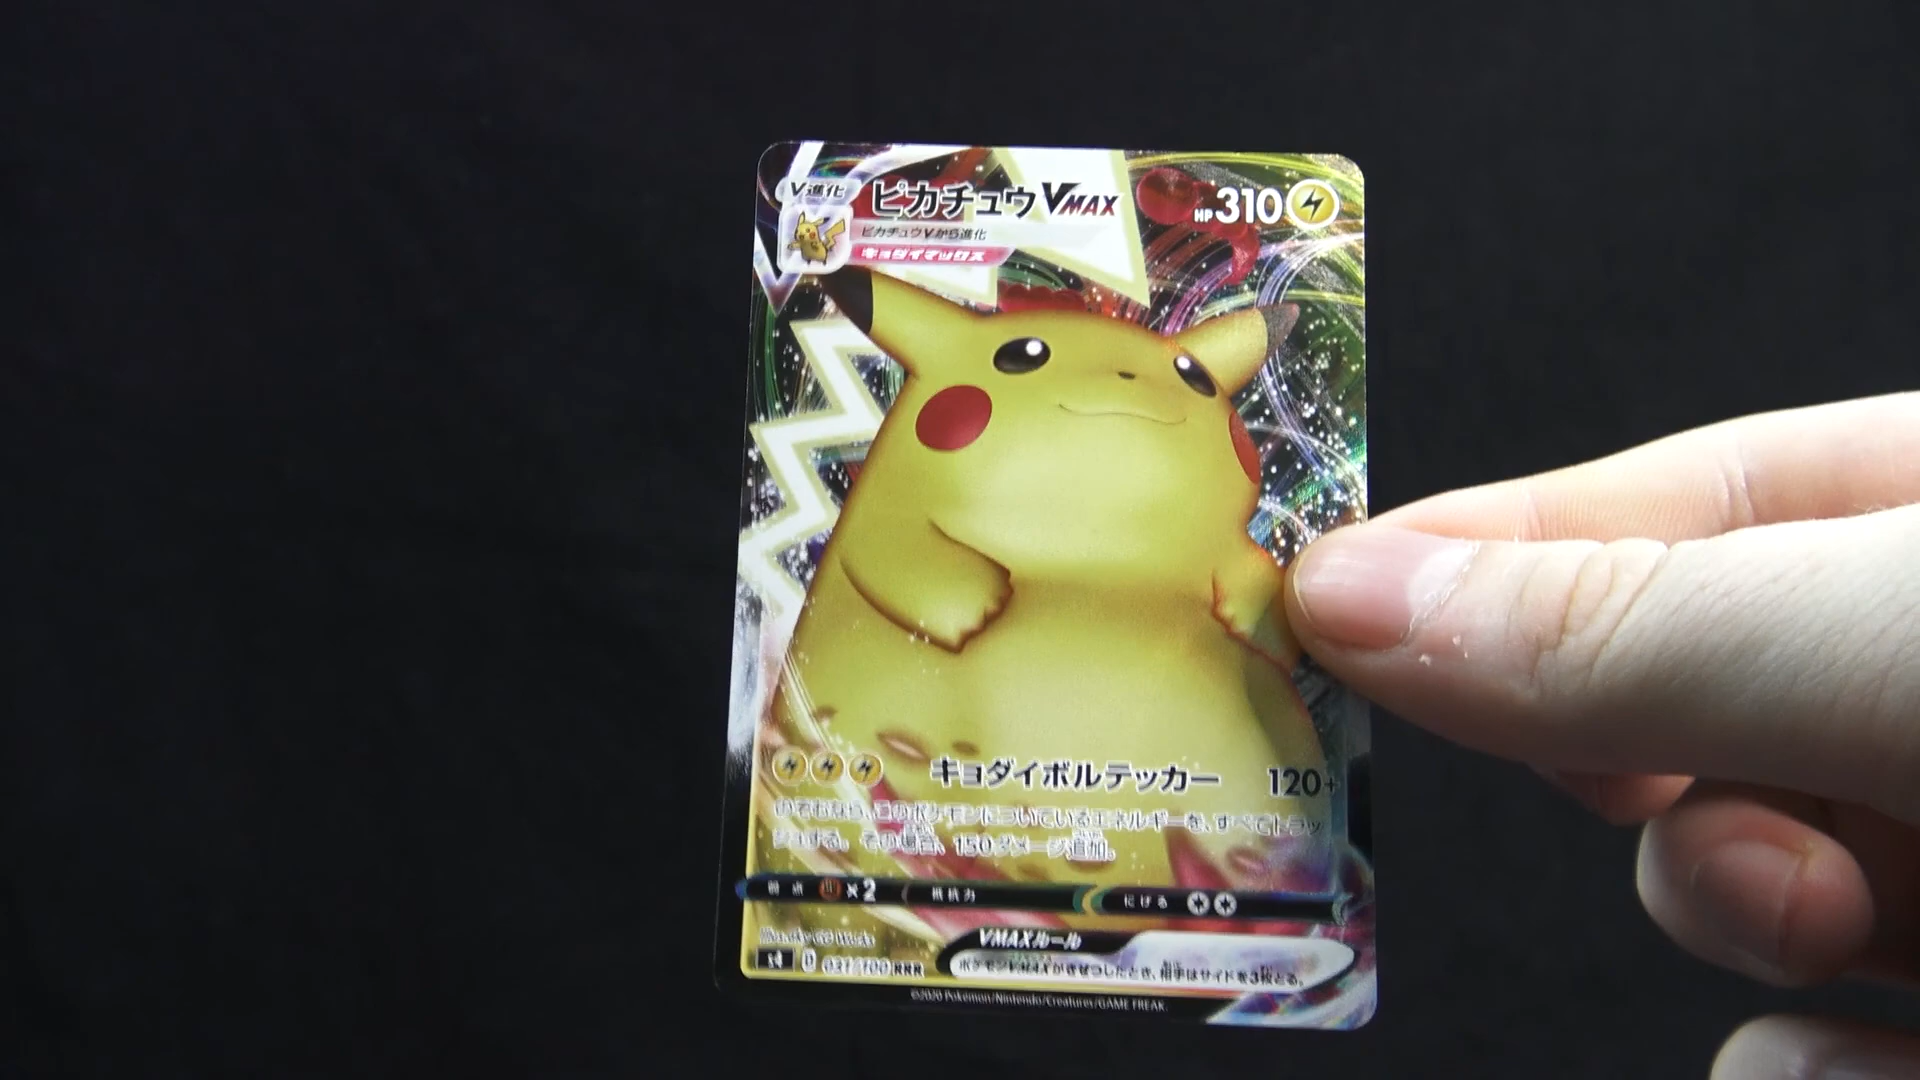 V進化
ピカチュウVMAX
HP 310
ピカチュウVから進化
キョダイマックス
キョダイボルテッカー 120+
のぞむなら、このポケモンについているエネルギーを、すべてトラッ
シュする。その場合、150ダメージ追加。
弱点 ×2 抵抗力 にげる
VMAXルール
ポケモンVMAXがきぜつしたとき、相手はサイドを3枚とる。
s4 D 031/100 RRR
©2020 Pokémon/Nintendo/Creatures/GAME FREAK.